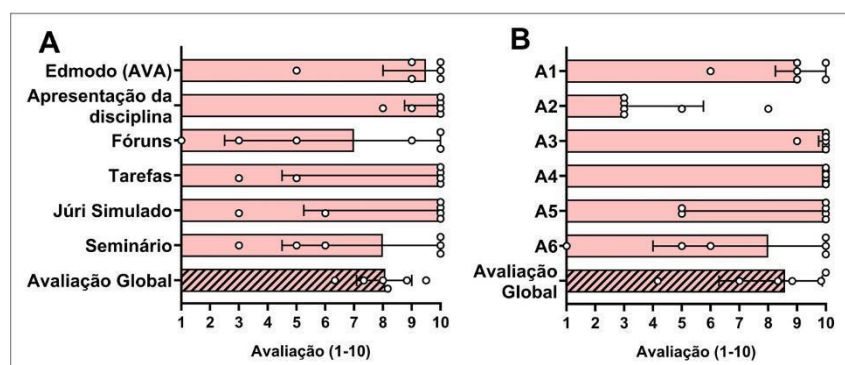 A
Edmodo (AVA)
Apresentação da
disciplina
Fóruns
Tarefas
Júri Simulado
Seminário
Avaliação Global
1 2 3 4 5 6 7 8 9 10
Avaliação (1-10)
B
A1
A2
A3
A4
A5
A6
Avaliação
Global
1 2 3 4 5 6 7 8 9 10
Avaliação (1-10)